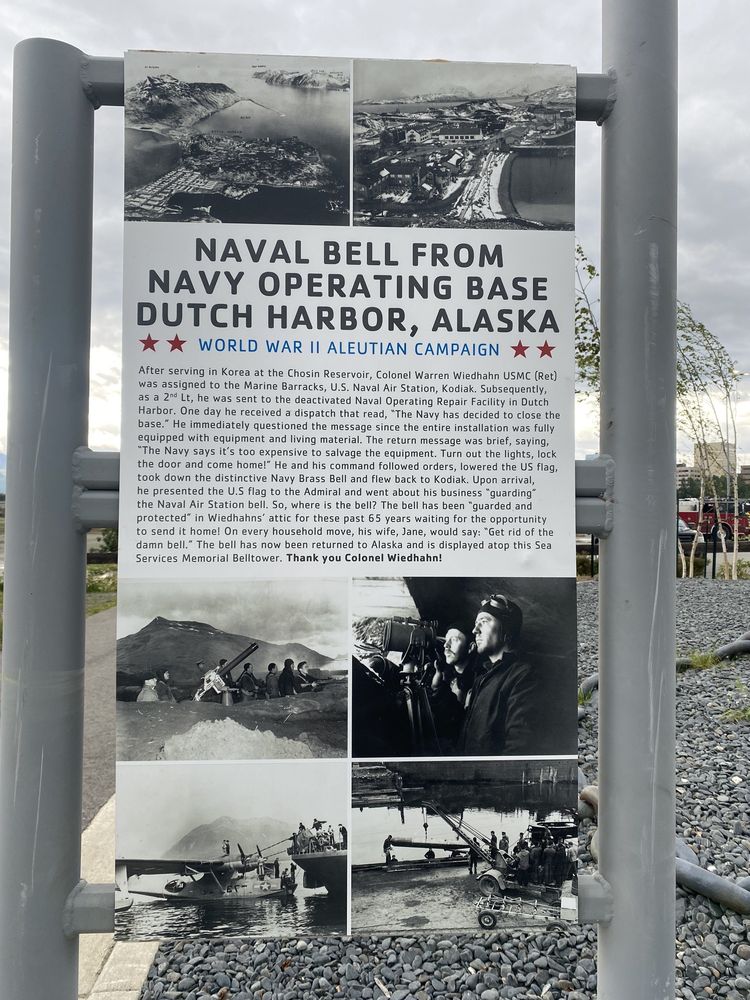 NAVAL BELL FROM
NAVY OPERATING BASE
DUTCH HARBOR, ALASKA
WORLD WAR II ALEUTIAN CAMPAIGN
After serving in Korea at the Chosin Reservoir, Colonel Warren Wiedhahn USMC (Ret)
was assigned to the Marine Barracks, U.S. Naval Air Station, Kodiak. Subsequently,
as a 2nd Lt, he was sent to the deactivated Naval Operating Repair Facility in Dutch
Harbor. One day he received a dispatch that read, “The Navy has decided to close the
base.” He immediately questioned the message since the entire installation was fully
equipped with equipment and living material. The return message was brief, saying,
“The Navy says it’s too expensive to salvage the equipment. Turn out the lights, lock
the door and come home!” He and his command followed orders, lowered the US flag,
took down the distinctive Navy Brass Bell and flew back to Kodiak. Upon arrival,
he presented the U.S flag to the Admiral and went about his business “guarding”
the Naval Air Station bell. So, where is the bell? The bell has been “guarded and
protected” in Wiedhahns’ attic for these past 65 years waiting for the opportunity
to send it home! On every household move, his wife, Jane, would say: “Get rid of the
damn bell.” The bell has now been returned to Alaska and is displayed atop this Sea
Services Memorial Belltower. Thank you Colonel Wiedhahn!